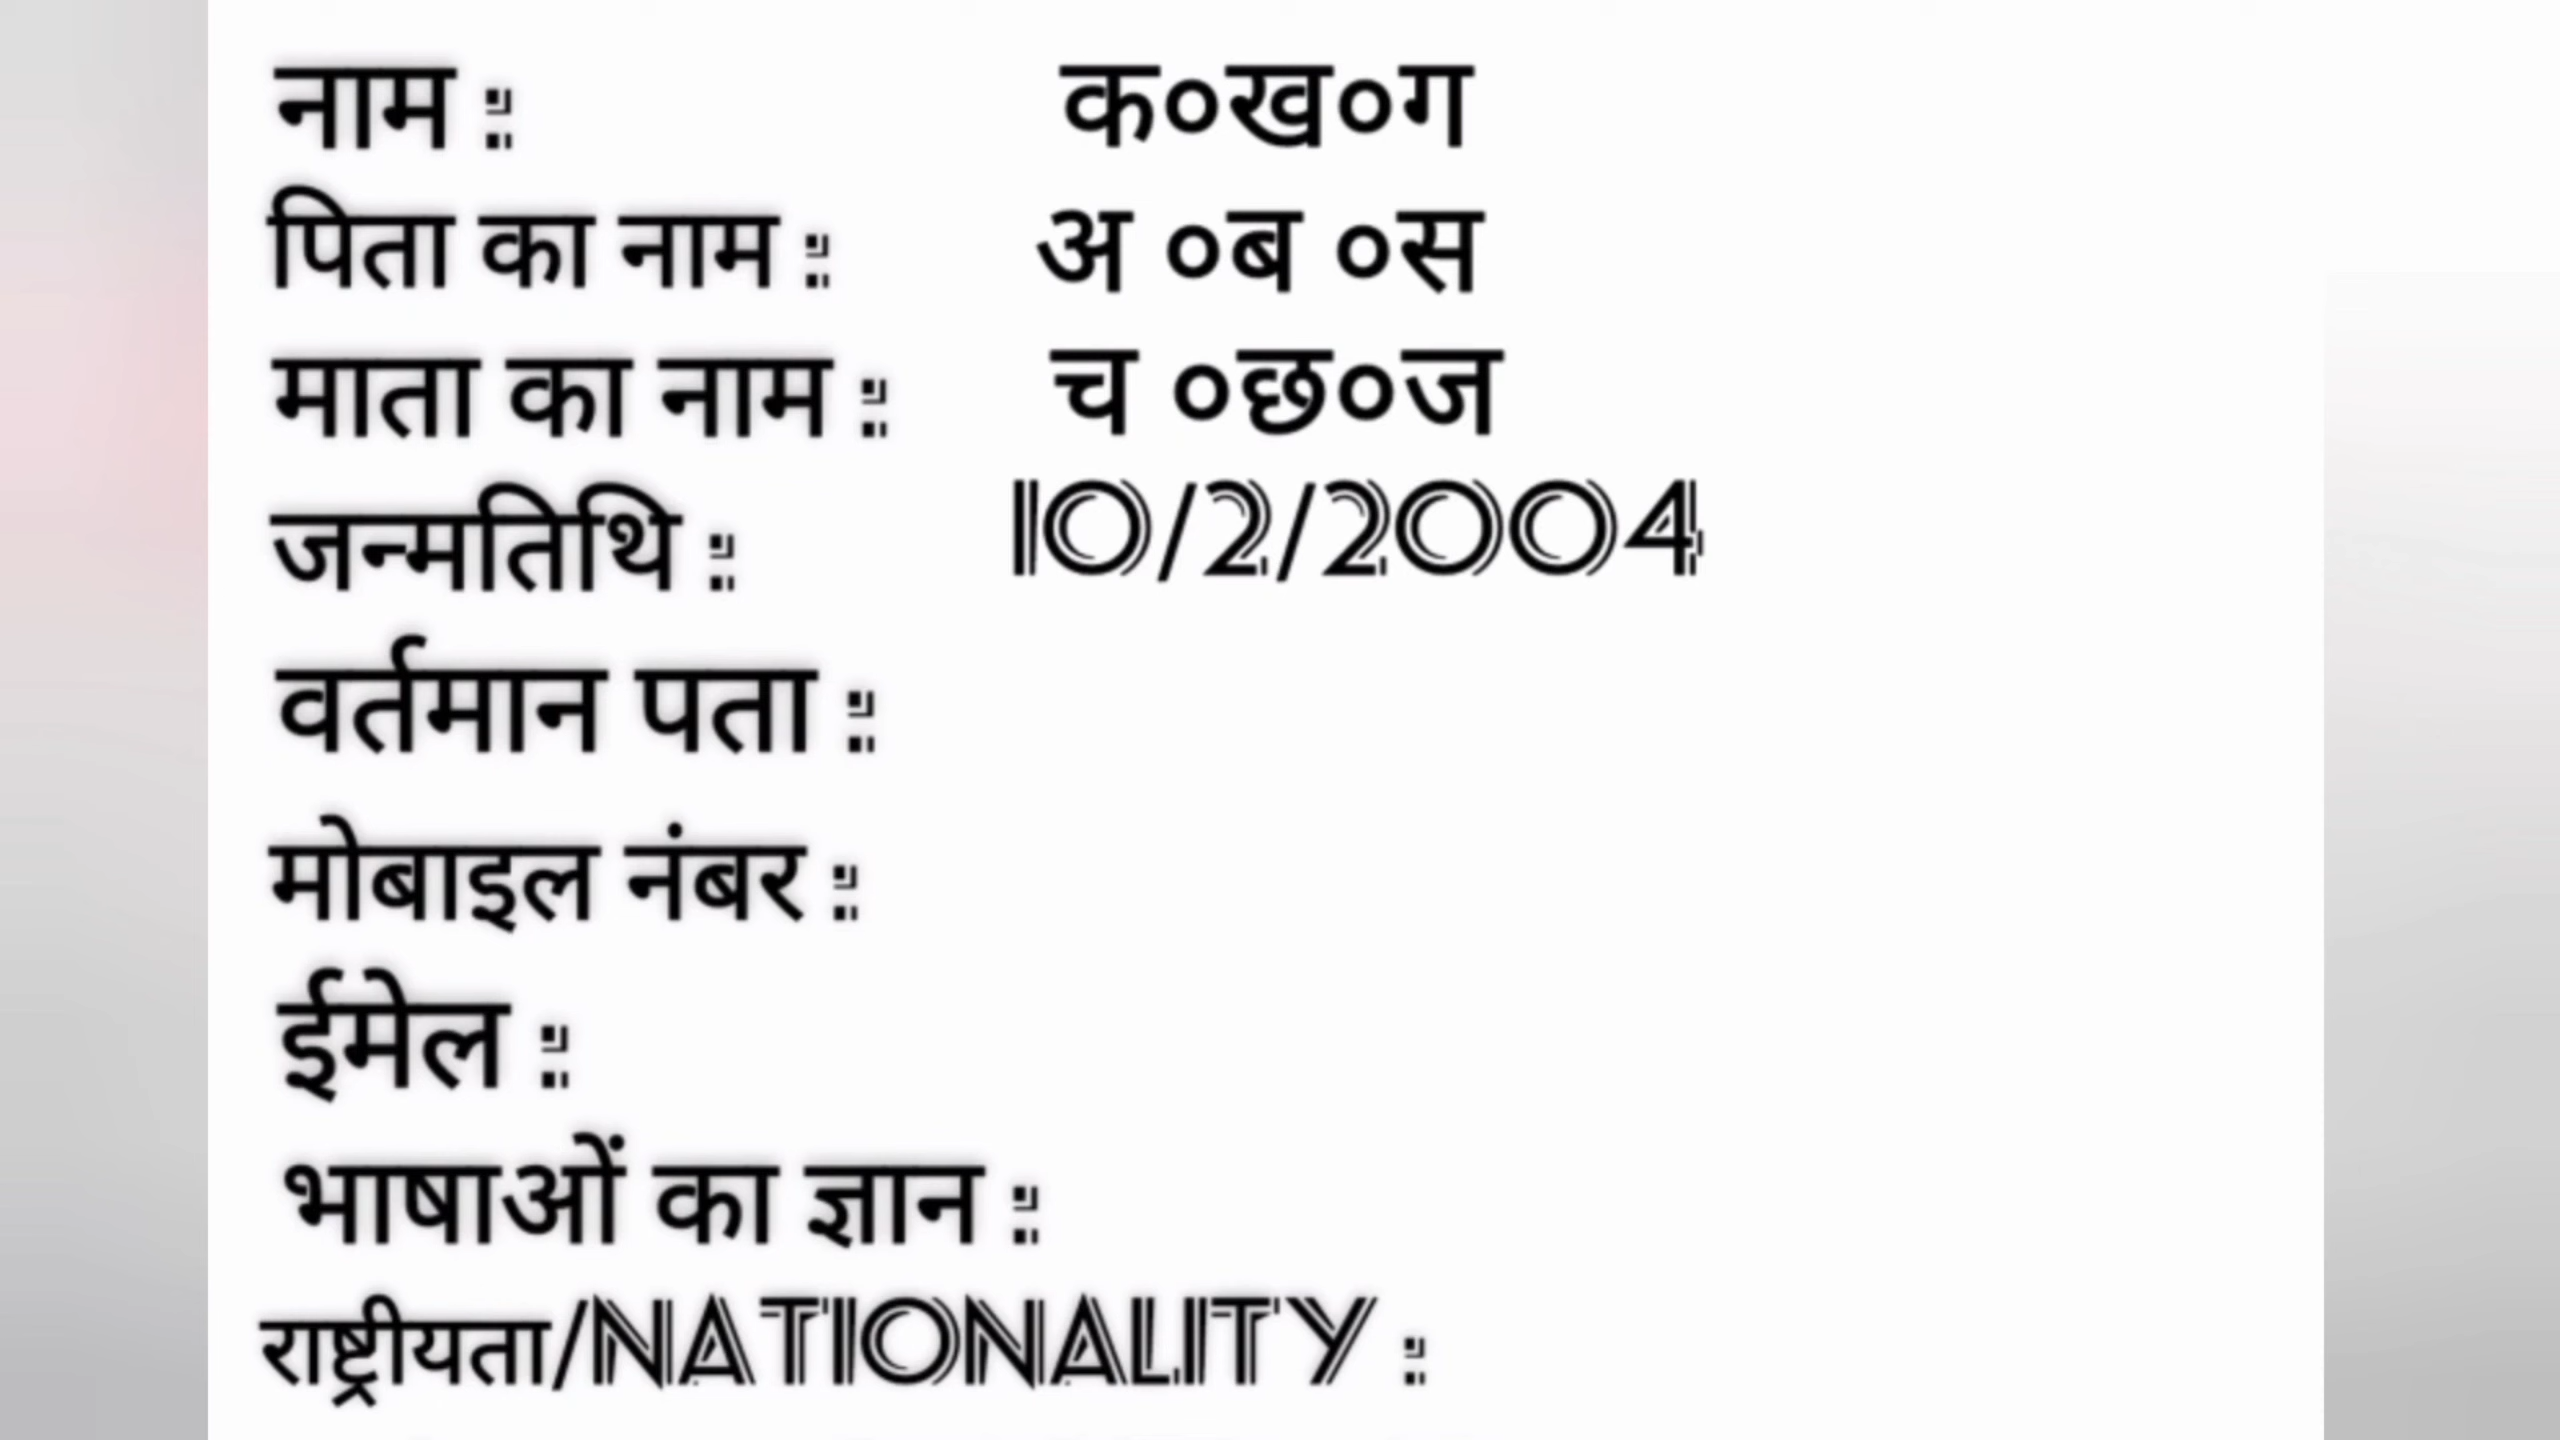 नाम : क०ख०ग
पिता का नाम : अ ०ब ०स
माता का नाम : च ०छ०ज
जन्मतिथि : 10/2/2004
वर्तमान पता :
मोबाइल नंबर :
ईमेल :
भाषाओं का ज्ञान :
राष्ट्रीयता/NATIONALITY :